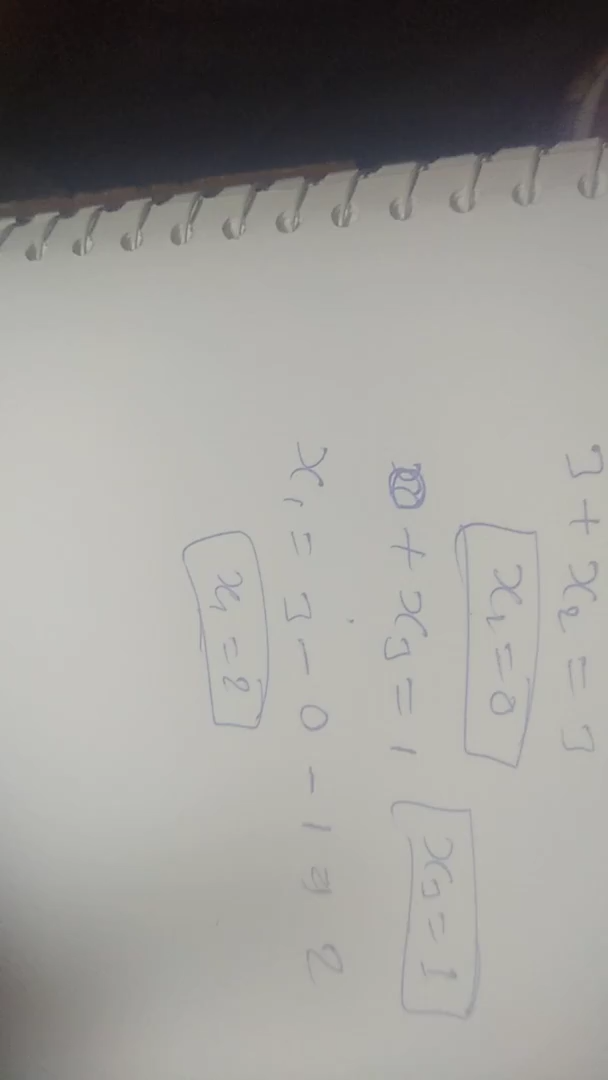 3 + x₂ = 3
x₂ = 0
+ x₃ = 1
x₃ = 1
x₁ = 3 - 0 - 1 = 2
x₁ = 2